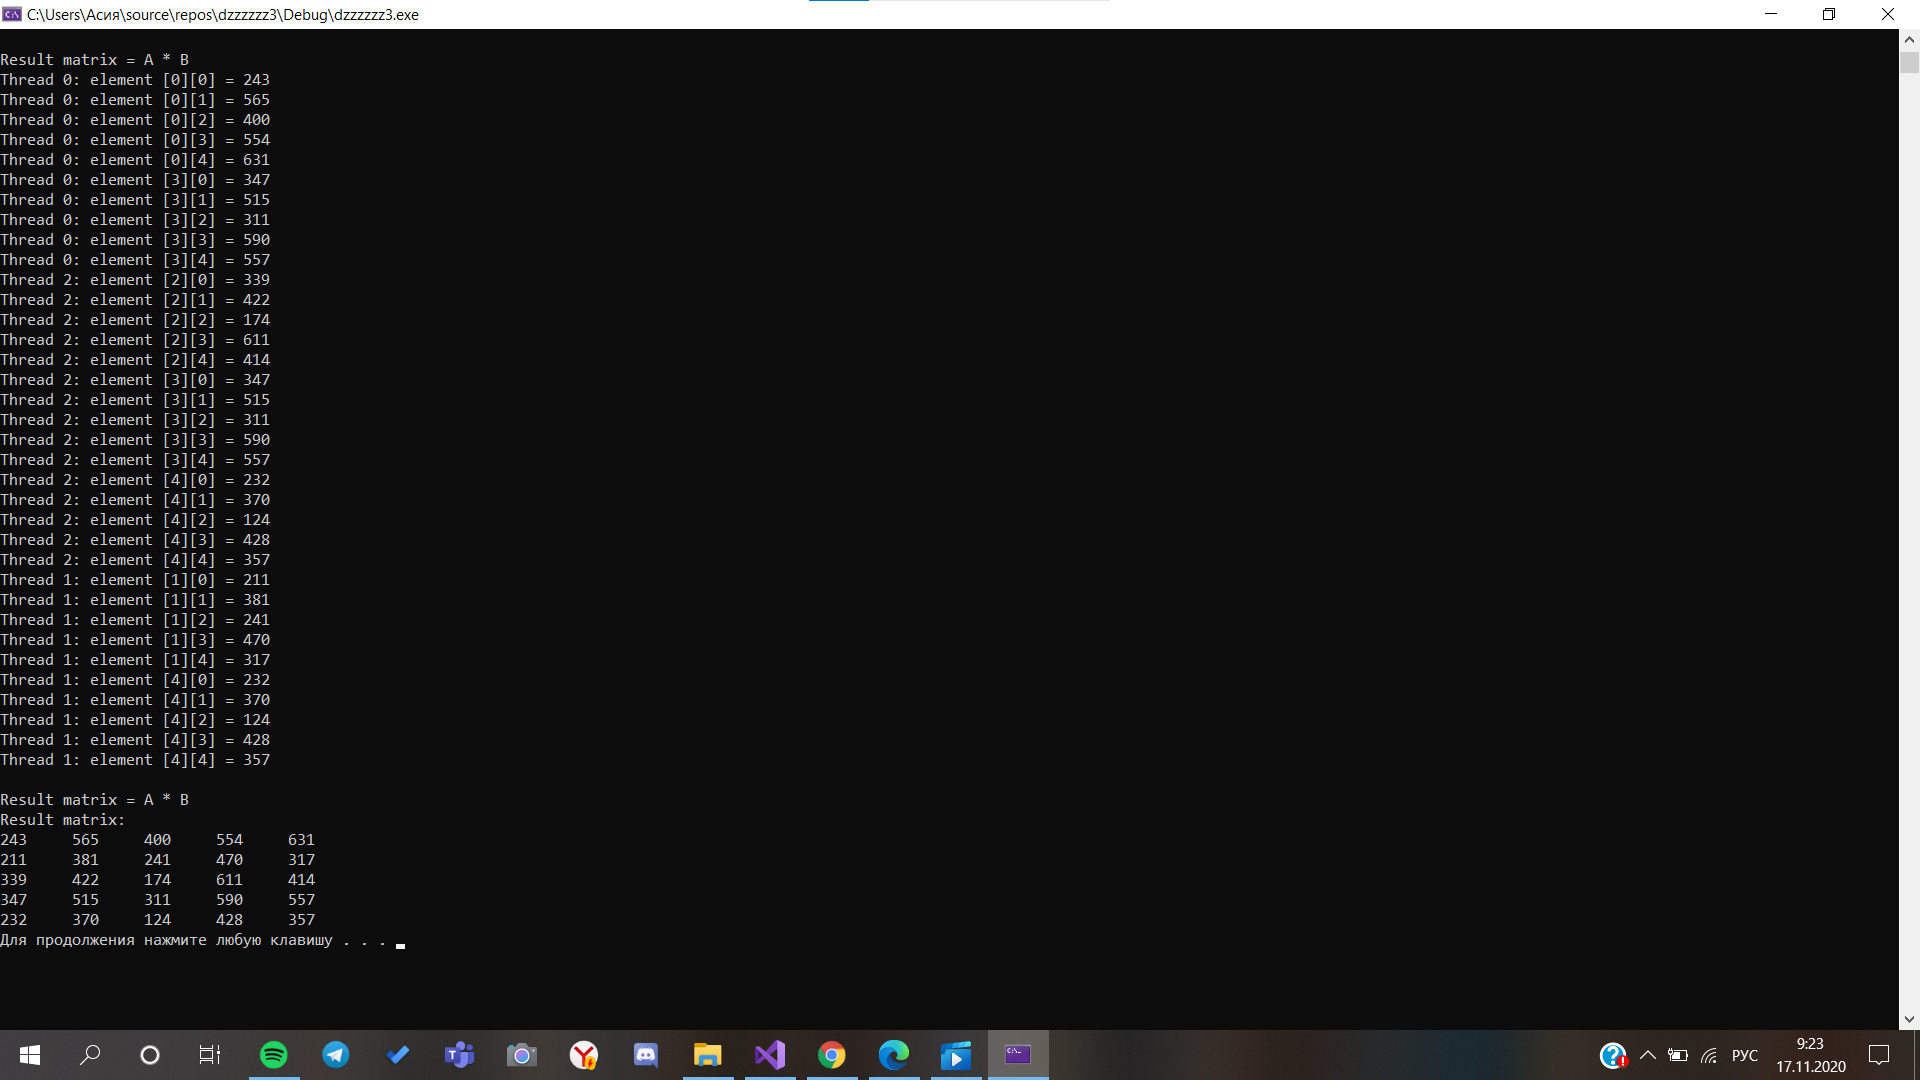 C:\Users\Асия\source\repos\dzzzzzz3\Debug\dzzzzzz3.exe
Result matrix = A * B
Thread 0: element [0][0] = 243
Thread 0: element [0][1] = 565
Thread 0: element [0][2] = 400
Thread 0: element [0][3] = 554
Thread 0: element [0][4] = 631
Thread 0: element [3][0] = 347
Thread 0: element [3][1] = 515
Thread 0: element [3][2] = 311
Thread 0: element [3][3] = 590
Thread 0: element [3][4] = 557
Thread 2: element [2][0] = 339
Thread 2: element [2][1] = 422
Thread 2: element [2][2] = 174
Thread 2: element [2][3] = 611
Thread 2: element [2][4] = 414
Thread 2: element [3][0] = 347
Thread 2: element [3][1] = 515
Thread 2: element [3][2] = 311
Thread 2: element [3][3] = 590
Thread 2: element [3][4] = 557
Thread 2: element [4][0] = 232
Thread 2: element [4][1] = 370
Thread 2: element [4][2] = 124
Thread 2: element [4][3] = 428
Thread 2: element [4][4] = 357
Thread 1: element [1][0] = 211
Thread 1: element [1][1] = 381
Thread 1: element [1][2] = 241
Thread 1: element [1][3] = 470
Thread 1: element [1][4] = 317
Thread 1: element [4][0] = 232
Thread 1: element [4][1] = 370
Thread 1: element [4][2] = 124
Thread 1: element [4][3] = 428
Thread 1: element [4][4] = 357
Result matrix = A * B
Result matrix:
243 565 400 554 631
211 381 241 470 317
339 422 174 611 414
347 515 311 590 557
232 370 124 428 357
Для продолжения нажмите любую клавишу . . .
РУС
9:23
17.11.2020